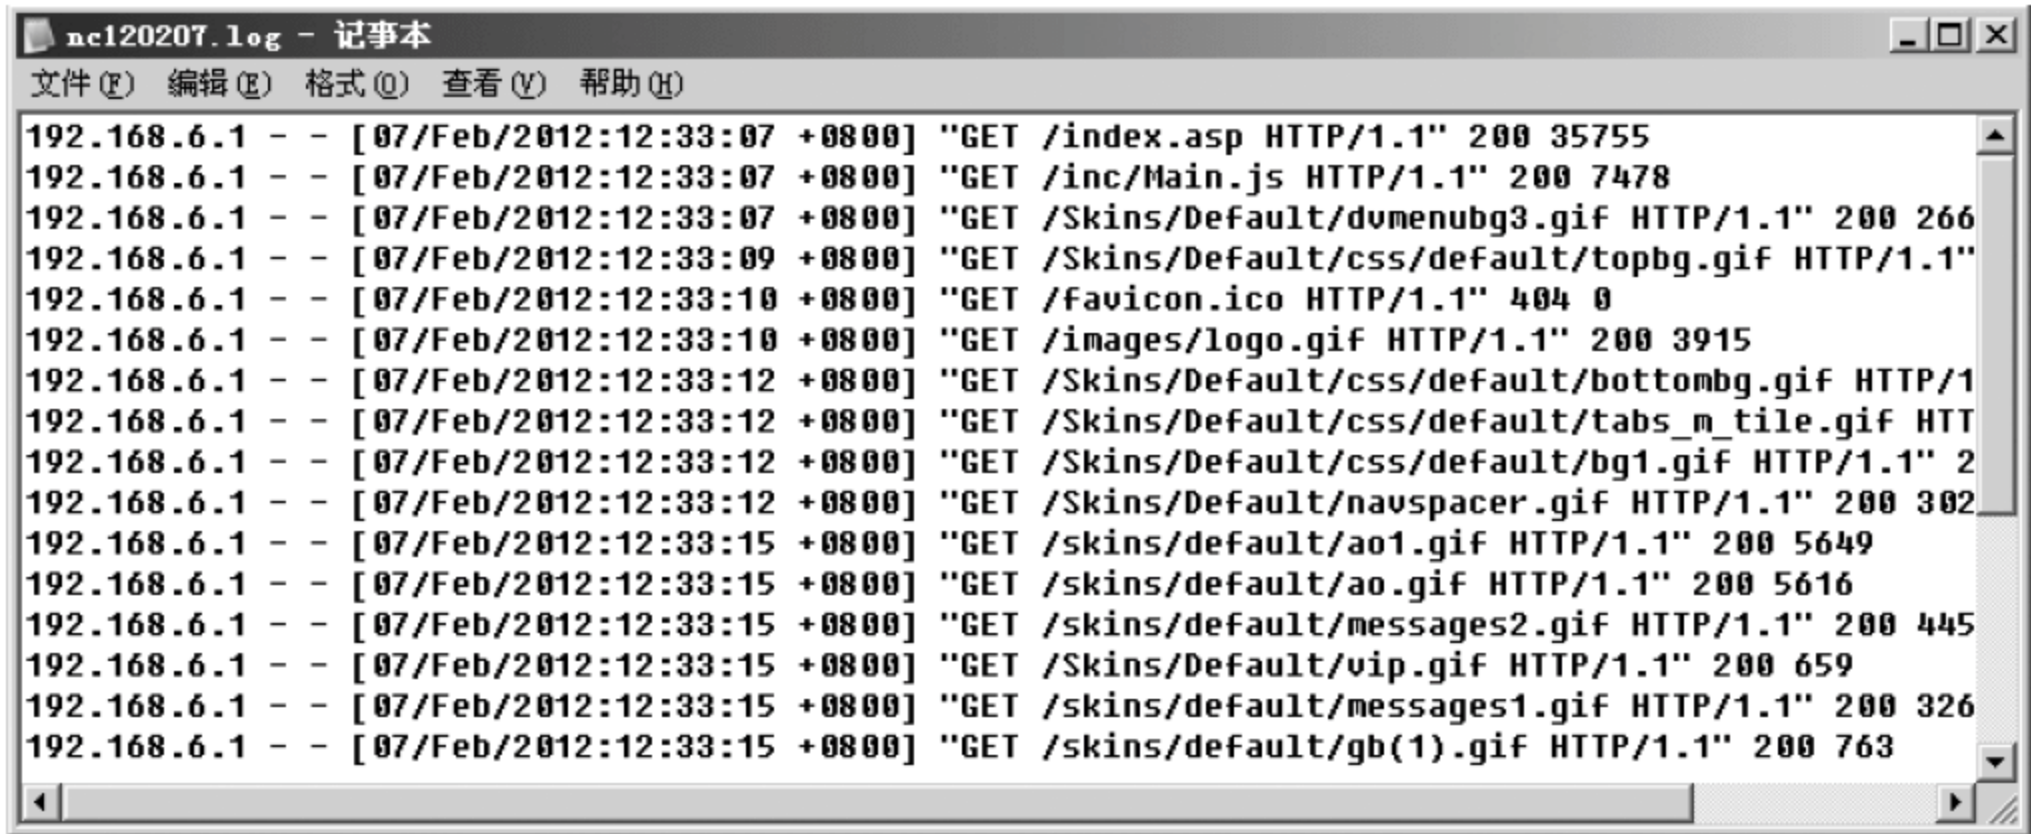 nc120207.log - 记事本
文件(F) 编辑(E) 格式(O) 查看(V) 帮助(H)
192.168.6.1 - - [07/Feb/2012:12:33:07 +0800] "GET /index.asp HTTP/1.1" 200 35755
192.168.6.1 - - [07/Feb/2012:12:33:07 +0800] "GET /inc/Main.js HTTP/1.1" 200 7478
192.168.6.1 - - [07/Feb/2012:12:33:07 +0800] "GET /Skins/Default/dvmenubg3.gif HTTP/1.1" 200 266
192.168.6.1 - - [07/Feb/2012:12:33:09 +0800] "GET /Skins/Default/css/default/topbg.gif HTTP/1.1"
192.168.6.1 - - [07/Feb/2012:12:33:10 +0800] "GET /favicon.ico HTTP/1.1" 404 0
192.168.6.1 - - [07/Feb/2012:12:33:10 +0800] "GET /images/logo.gif HTTP/1.1" 200 3915
192.168.6.1 - - [07/Feb/2012:12:33:12 +0800] "GET /Skins/Default/css/default/bottombg.gif HTTP/1
192.168.6.1 - - [07/Feb/2012:12:33:12 +0800] "GET /Skins/Default/css/default/tabs_m_tile.gif HTT
192.168.6.1 - - [07/Feb/2012:12:33:12 +0800] "GET /Skins/Default/css/default/bg1.gif HTTP/1.1" 2
192.168.6.1 - - [07/Feb/2012:12:33:12 +0800] "GET /Skins/Default/navspacer.gif HTTP/1.1" 200 302
192.168.6.1 - - [07/Feb/2012:12:33:15 +0800] "GET /skins/default/ao1.gif HTTP/1.1" 200 5649
192.168.6.1 - - [07/Feb/2012:12:33:15 +0800] "GET /skins/default/ao.gif HTTP/1.1" 200 5616
192.168.6.1 - - [07/Feb/2012:12:33:15 +0800] "GET /skins/default/messages2.gif HTTP/1.1" 200 445
192.168.6.1 - - [07/Feb/2012:12:33:15 +0800] "GET /Skins/Default/vip.gif HTTP/1.1" 200 659
192.168.6.1 - - [07/Feb/2012:12:33:15 +0800] "GET /skins/default/messages1.gif HTTP/1.1" 200 326
192.168.6.1 - - [07/Feb/2012:12:33:15 +0800] "GET /skins/default/gb(1).gif HTTP/1.1" 200 763